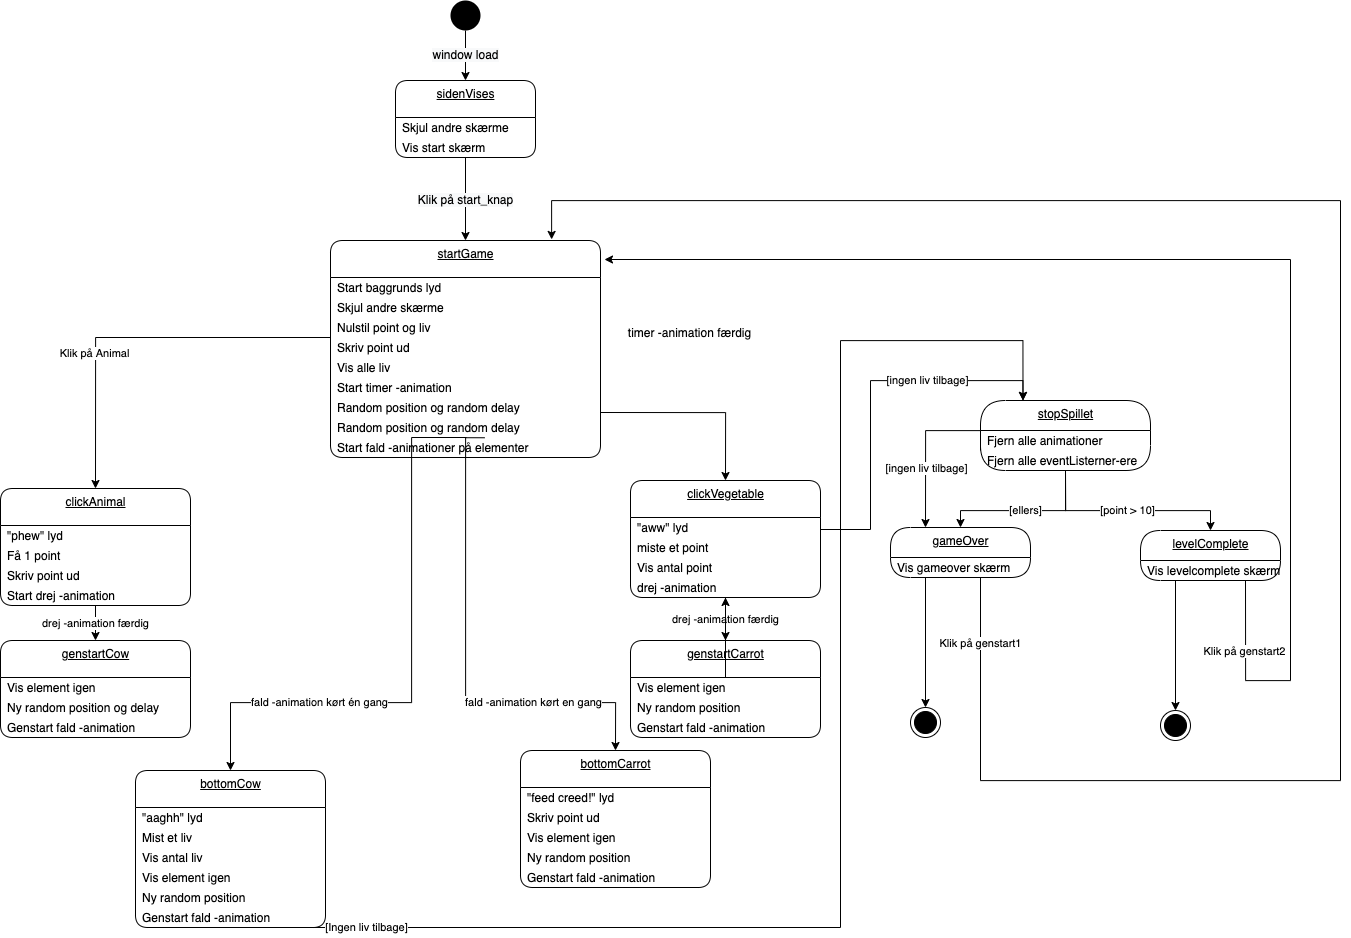 window load
sidenVises
Skjul andre skærme
Vis start skærm
Klik på start_knap
startGame
Start baggrunds lyd
Skjul andre skærme
Nulstil point og liv
Skriv point ud
Vis alle liv
Start timer -animation
Random position og random delay
Random position og random delay
Start fald -animationer på elementer
timer -animation færdig
Klik på Animal
[ingen liv tilbage]
stopSpillet
Fjern alle animationer
Fjern alle eventListerner-ere
[ingen liv tilbage]
[ellers]
[point > 10]
clickAnimal
"phew" lyd
Få 1 point
Skriv point ud
Start drej -animation
clickVegetable
"aww" lyd
miste et point
Vis antal point
drej -animation
gameOver
Vis gameover skærm
levelComplete
Vis levelcomplete skærm
drej -animation færdig
drej -animation færdig
Klik på genstart1
Klik på genstart2
genstartCow
Vis element igen
Ny random position og delay
Genstart fald -animation
genstartCarrot
Vis element igen
Ny random position
Genstart fald -animation
fald -animation kørt én gang
fald -animation kørt en gang
bottomCow
"aaghh" lyd
Mist et liv
Vis antal liv
Vis element igen
Ny random position
Genstart fald -animation
bottomCarrot
"feed creed!" lyd
Skriv point ud
Vis element igen
Ny random position
Genstart fald -animation
[Ingen liv tilbage]